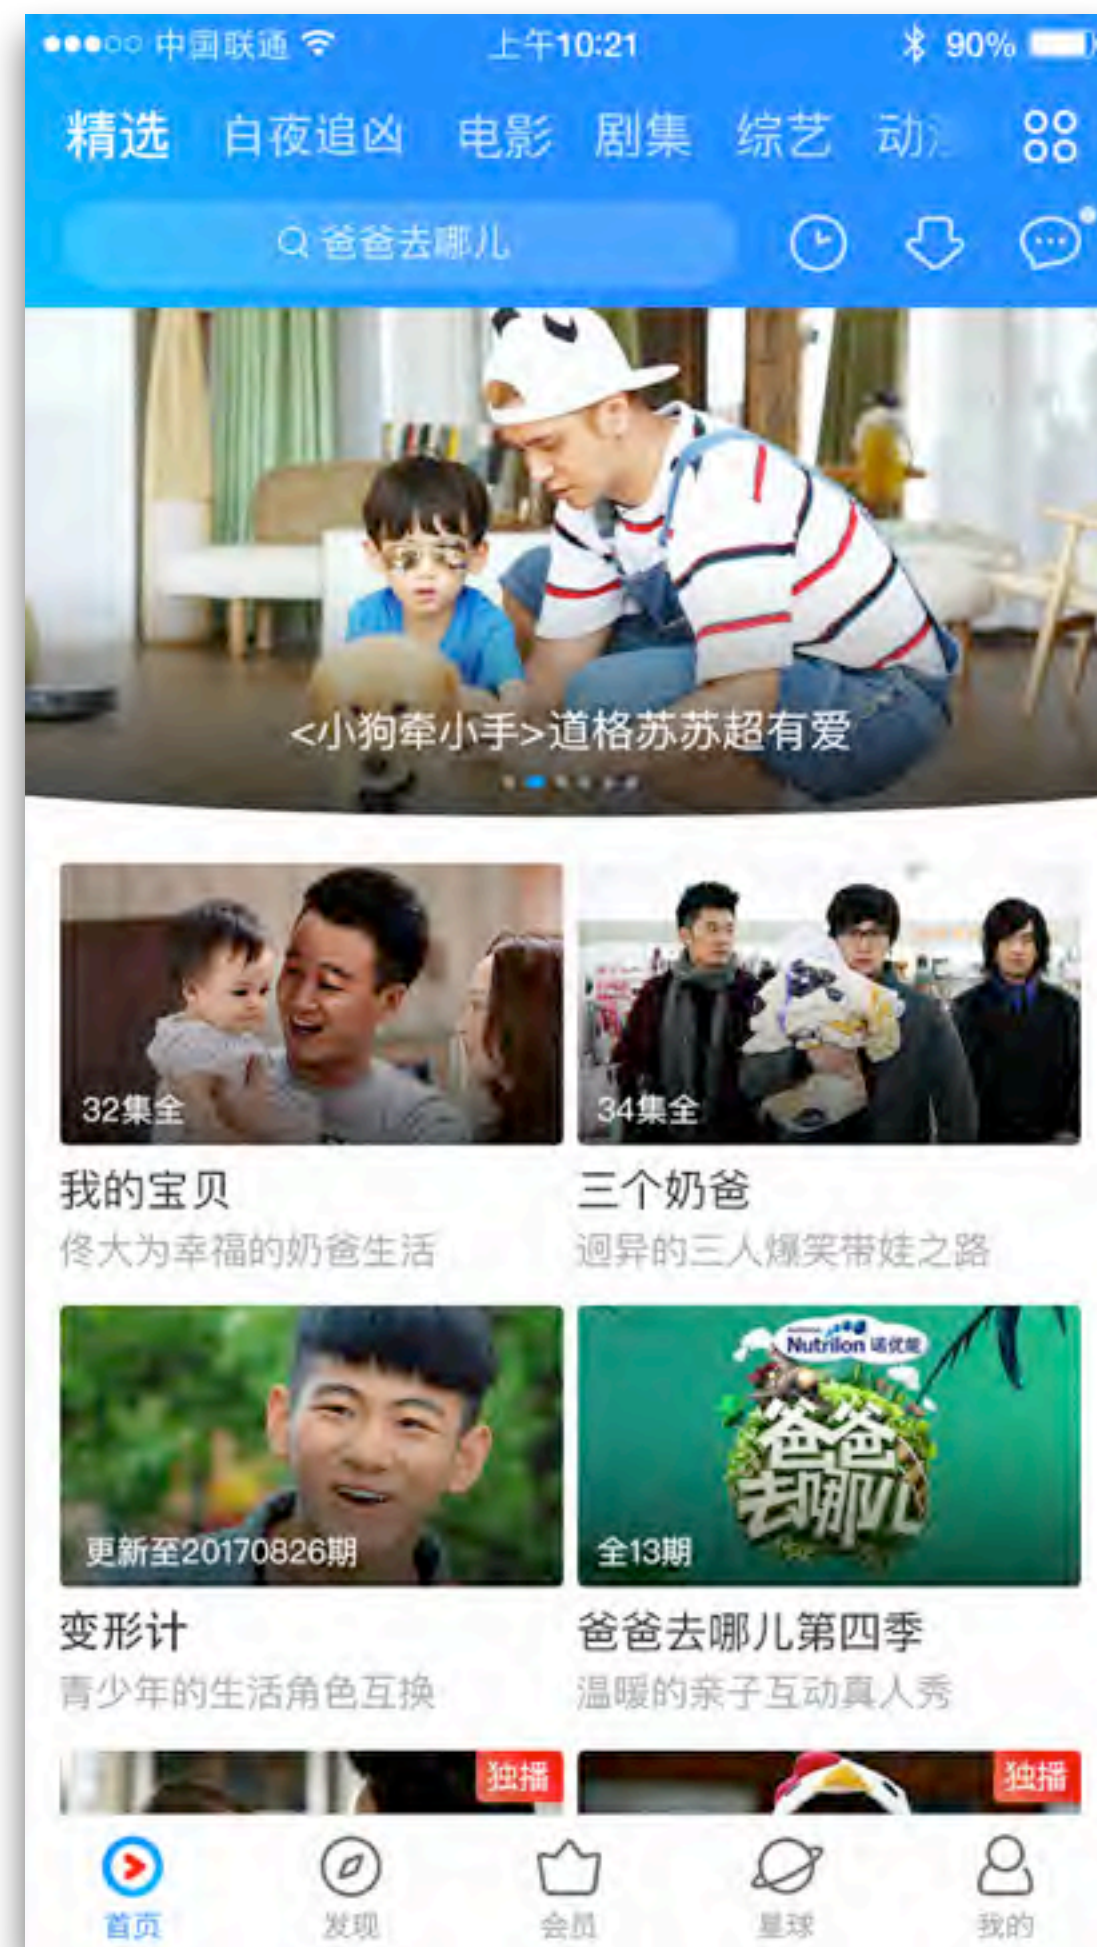 中国联通 上午10:21 90%
精选 白夜追凶 电影 剧集 综艺 动
爸爸去哪儿
<小狗牵小手>道格苏苏超有爱
32集全 34集全
我的宝贝 三个奶爸
佟大为幸福的奶爸生活 迥异的三人爆笑带娃之路
Nutrilon 诺优能
爸爸
去哪儿
更新至20170826期 全13期
变形计 爸爸去哪儿第四季
青少年的生活角色互换 温暖的亲子互动真人秀
独播 独播
首页 发现 会员 星球 我的